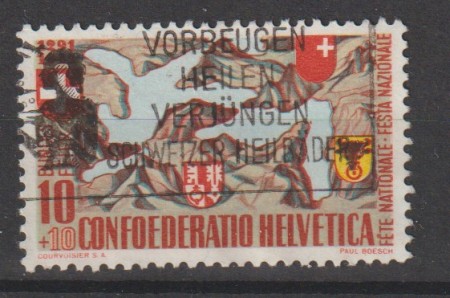 1291
VORBEUGEN
HEILEN
VERJÜNGEN
SCHWEIZER HEILBÄDER
FÊTE NATIONALE · FESTA NAZIONALE
10
+10
CONFOEDERATIO HELVETICA
COURVOISIER S.A.
PAUL BOESCH